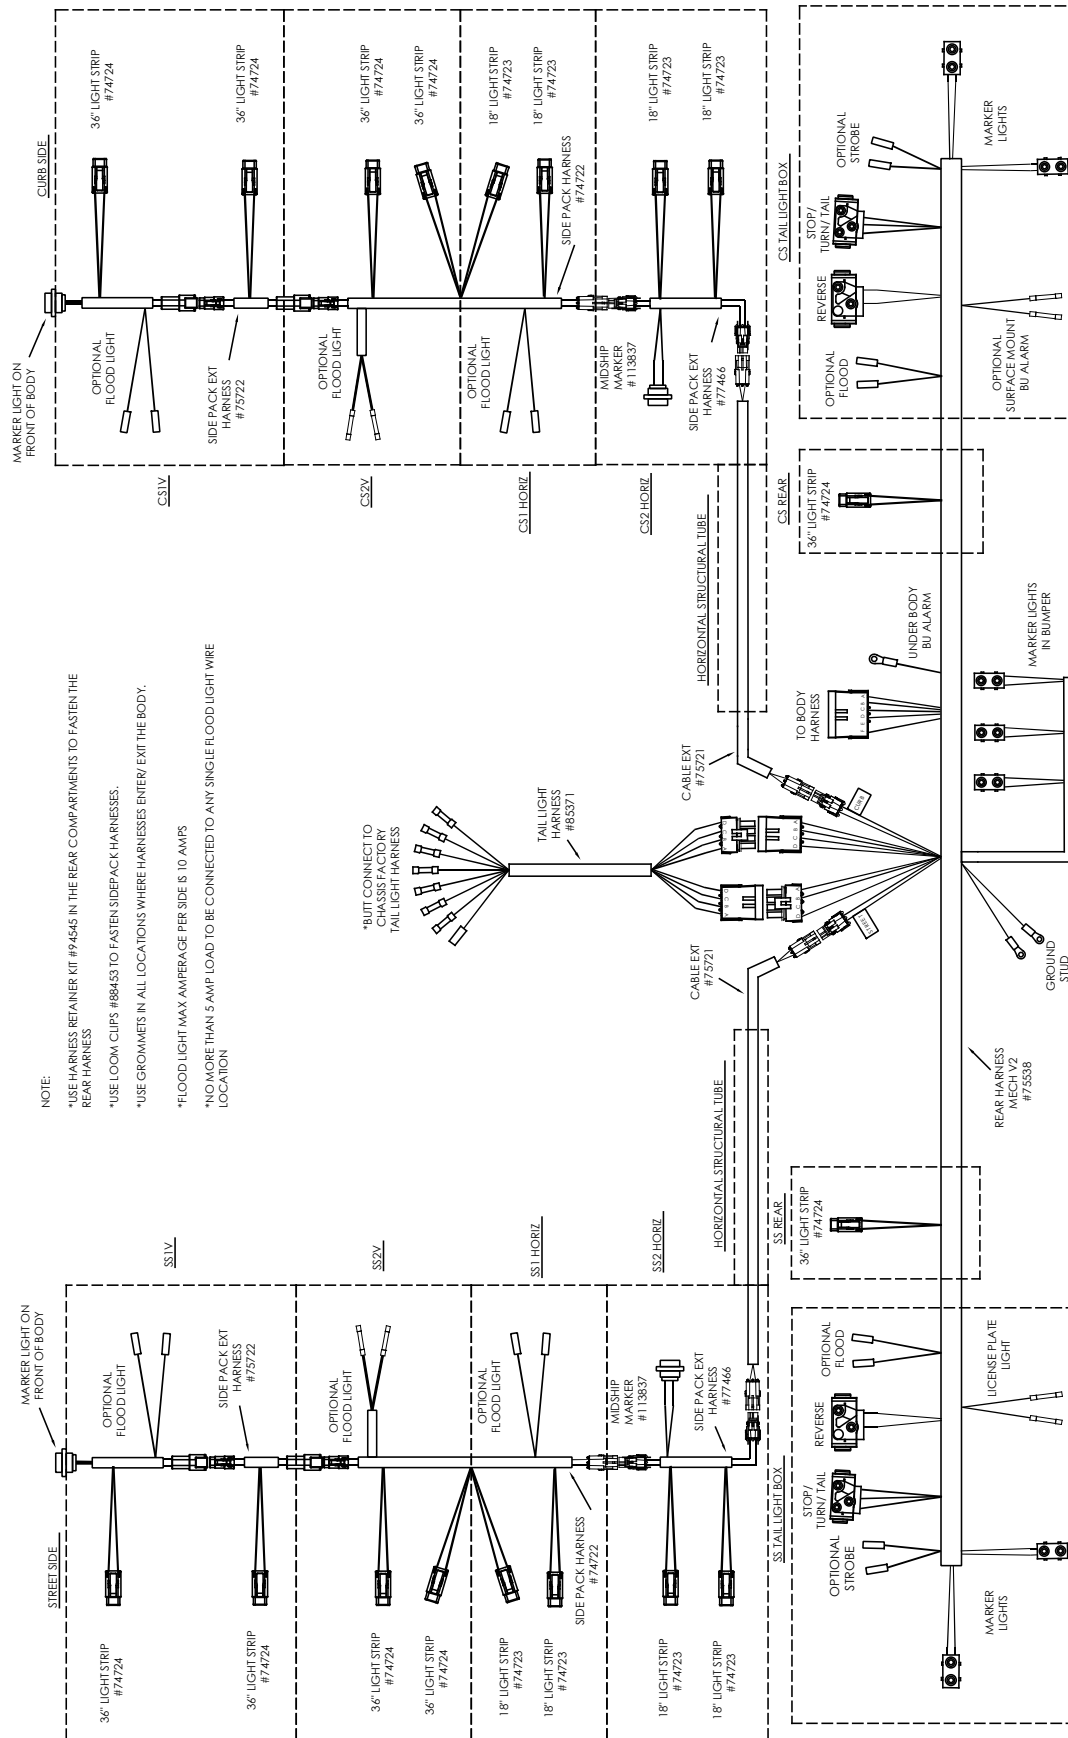 NOTE:
*USE HARNESS RETAINER KIT #94545 IN THE REAR COMPARTMENTS TO FASTEN THE
REAR HARNESS
*USE LOOM CLIPS #88453 TO FASTEN SIDEPACK HARNESSES.
*USE GROMMETS IN ALL LOCATIONS WHERE HARNESSES ENTER/ EXIT THE BODY.
*FLOOD LIGHT MAX AMPERAGE PER SIDE IS 10 AMPS
*NO MORE THAN 5 AMP LOAD TO BE CONNECTED TO ANY SINGLE FLOOD LIGHT WIRE
LOCATION
STREET SIDE
MARKER LIGHT ON
FRONT OF BODY
SS1V
36" LIGHT STRIP
#74724
OPTIONAL
FLOOD LIGHT
36" LIGHT STRIP
#74724
SIDE PACK EXT
HARNESS
#75722
SS2V
36" LIGHT STRIP
#74724
OPTIONAL
FLOOD LIGHT
36" LIGHT STRIP
#74724
SS1 HORIZ
18" LIGHT STRIP
#74723
OPTIONAL
FLOOD LIGHT
18" LIGHT STRIP
#74723
SIDE PACK HARNESS
#74722
SS2 HORIZ
18" LIGHT STRIP
#74723
MIDSHIP
MARKER
#113837
18" LIGHT STRIP
#74723
SIDE PACK EXT
HARNESS
#77466
HORIZONTAL STRUCTURAL TUBE
CABLE EXT
#75721
STREET
*BUTT CONNECT TO
CHASSIS FACTORY
TAIL LIGHT HARNESS
TAIL LIGHT
HARNESS
#85371
D C B A
D C B A
D C B A
D C B A
CURB SIDE
MARKER LIGHT ON
FRONT OF BODY
CS1V
36" LIGHT STRIP
#74724
OPTIONAL
FLOOD LIGHT
36" LIGHT STRIP
#74724
SIDE PACK EXT
HARNESS
#75722
CS2V
36" LIGHT STRIP
#74724
OPTIONAL
FLOOD LIGHT
36" LIGHT STRIP
#74724
CS1 HORIZ
18" LIGHT STRIP
#74723
OPTIONAL
FLOOD LIGHT
18" LIGHT STRIP
#74723
SIDE PACK HARNESS
#74722
CS2 HORIZ
18" LIGHT STRIP
#74723
MIDSHIP
MARKER
#113837
18" LIGHT STRIP
#74723
SIDE PACK EXT
HARNESS
#77466
HORIZONTAL STRUCTURAL TUBE
CABLE EXT
#75721
CURB
SS TAIL LIGHT BOX
OPTIONAL
STROBE
STOP/
TURN/ TAIL
REVERSE
OPTIONAL
FLOOD
MARKER
LIGHTS
LICENSE PLATE
LIGHT
SS REAR
36" LIGHT STRIP
#74724
REAR HARNESS
MECH V2
#75538
GROUND
STUD
TO BODY
HARNESS
F E D C B A
UNDER BODY
BU ALARM
MARKER LIGHTS
IN BUMPER
CS REAR
36" LIGHT STRIP
#74724
CS TAIL LIGHT BOX
OPTIONAL
FLOOD
REVERSE
STOP/
TURN/ TAIL
OPTIONAL
STROBE
OPTIONAL
SURFACE MOUNT
BU ALARM
MARKER
LIGHTS